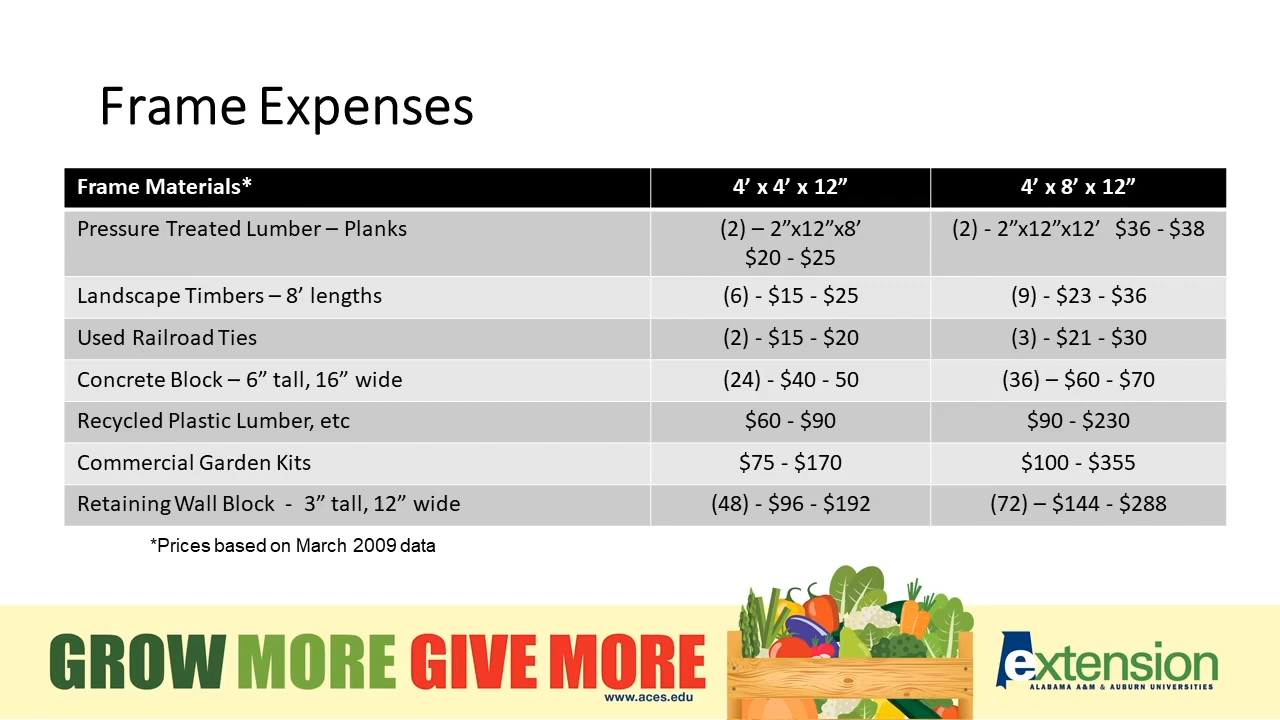 Frame Expenses
Frame Materials* 4’ x 4’ x 12” 4’ x 8’ x 12”
Pressure Treated Lumber – Planks (2) – 2”x12”x8’ (2) - 2”x12”x12’ $36 - $38
$20 - $25
Landscape Timbers – 8’ lengths (6) - $15 - $25 (9) - $23 - $36
Used Railroad Ties (2) - $15 - $20 (3) - $21 - $30
Concrete Block – 6” tall, 16” wide (24) - $40 - 50 (36) – $60 - $70
Recycled Plastic Lumber, etc $60 - $90 $90 - $230
Commercial Garden Kits $75 - $170 $100 - $355
Retaining Wall Block - 3” tall, 12” wide (48) - $96 - $192 (72) – $144 - $288
*Prices based on March 2009 data
GROW MORE GIVE MORE
www.aces.edu
extension
ALABAMA A&M & AUBURN UNIVERSITIES